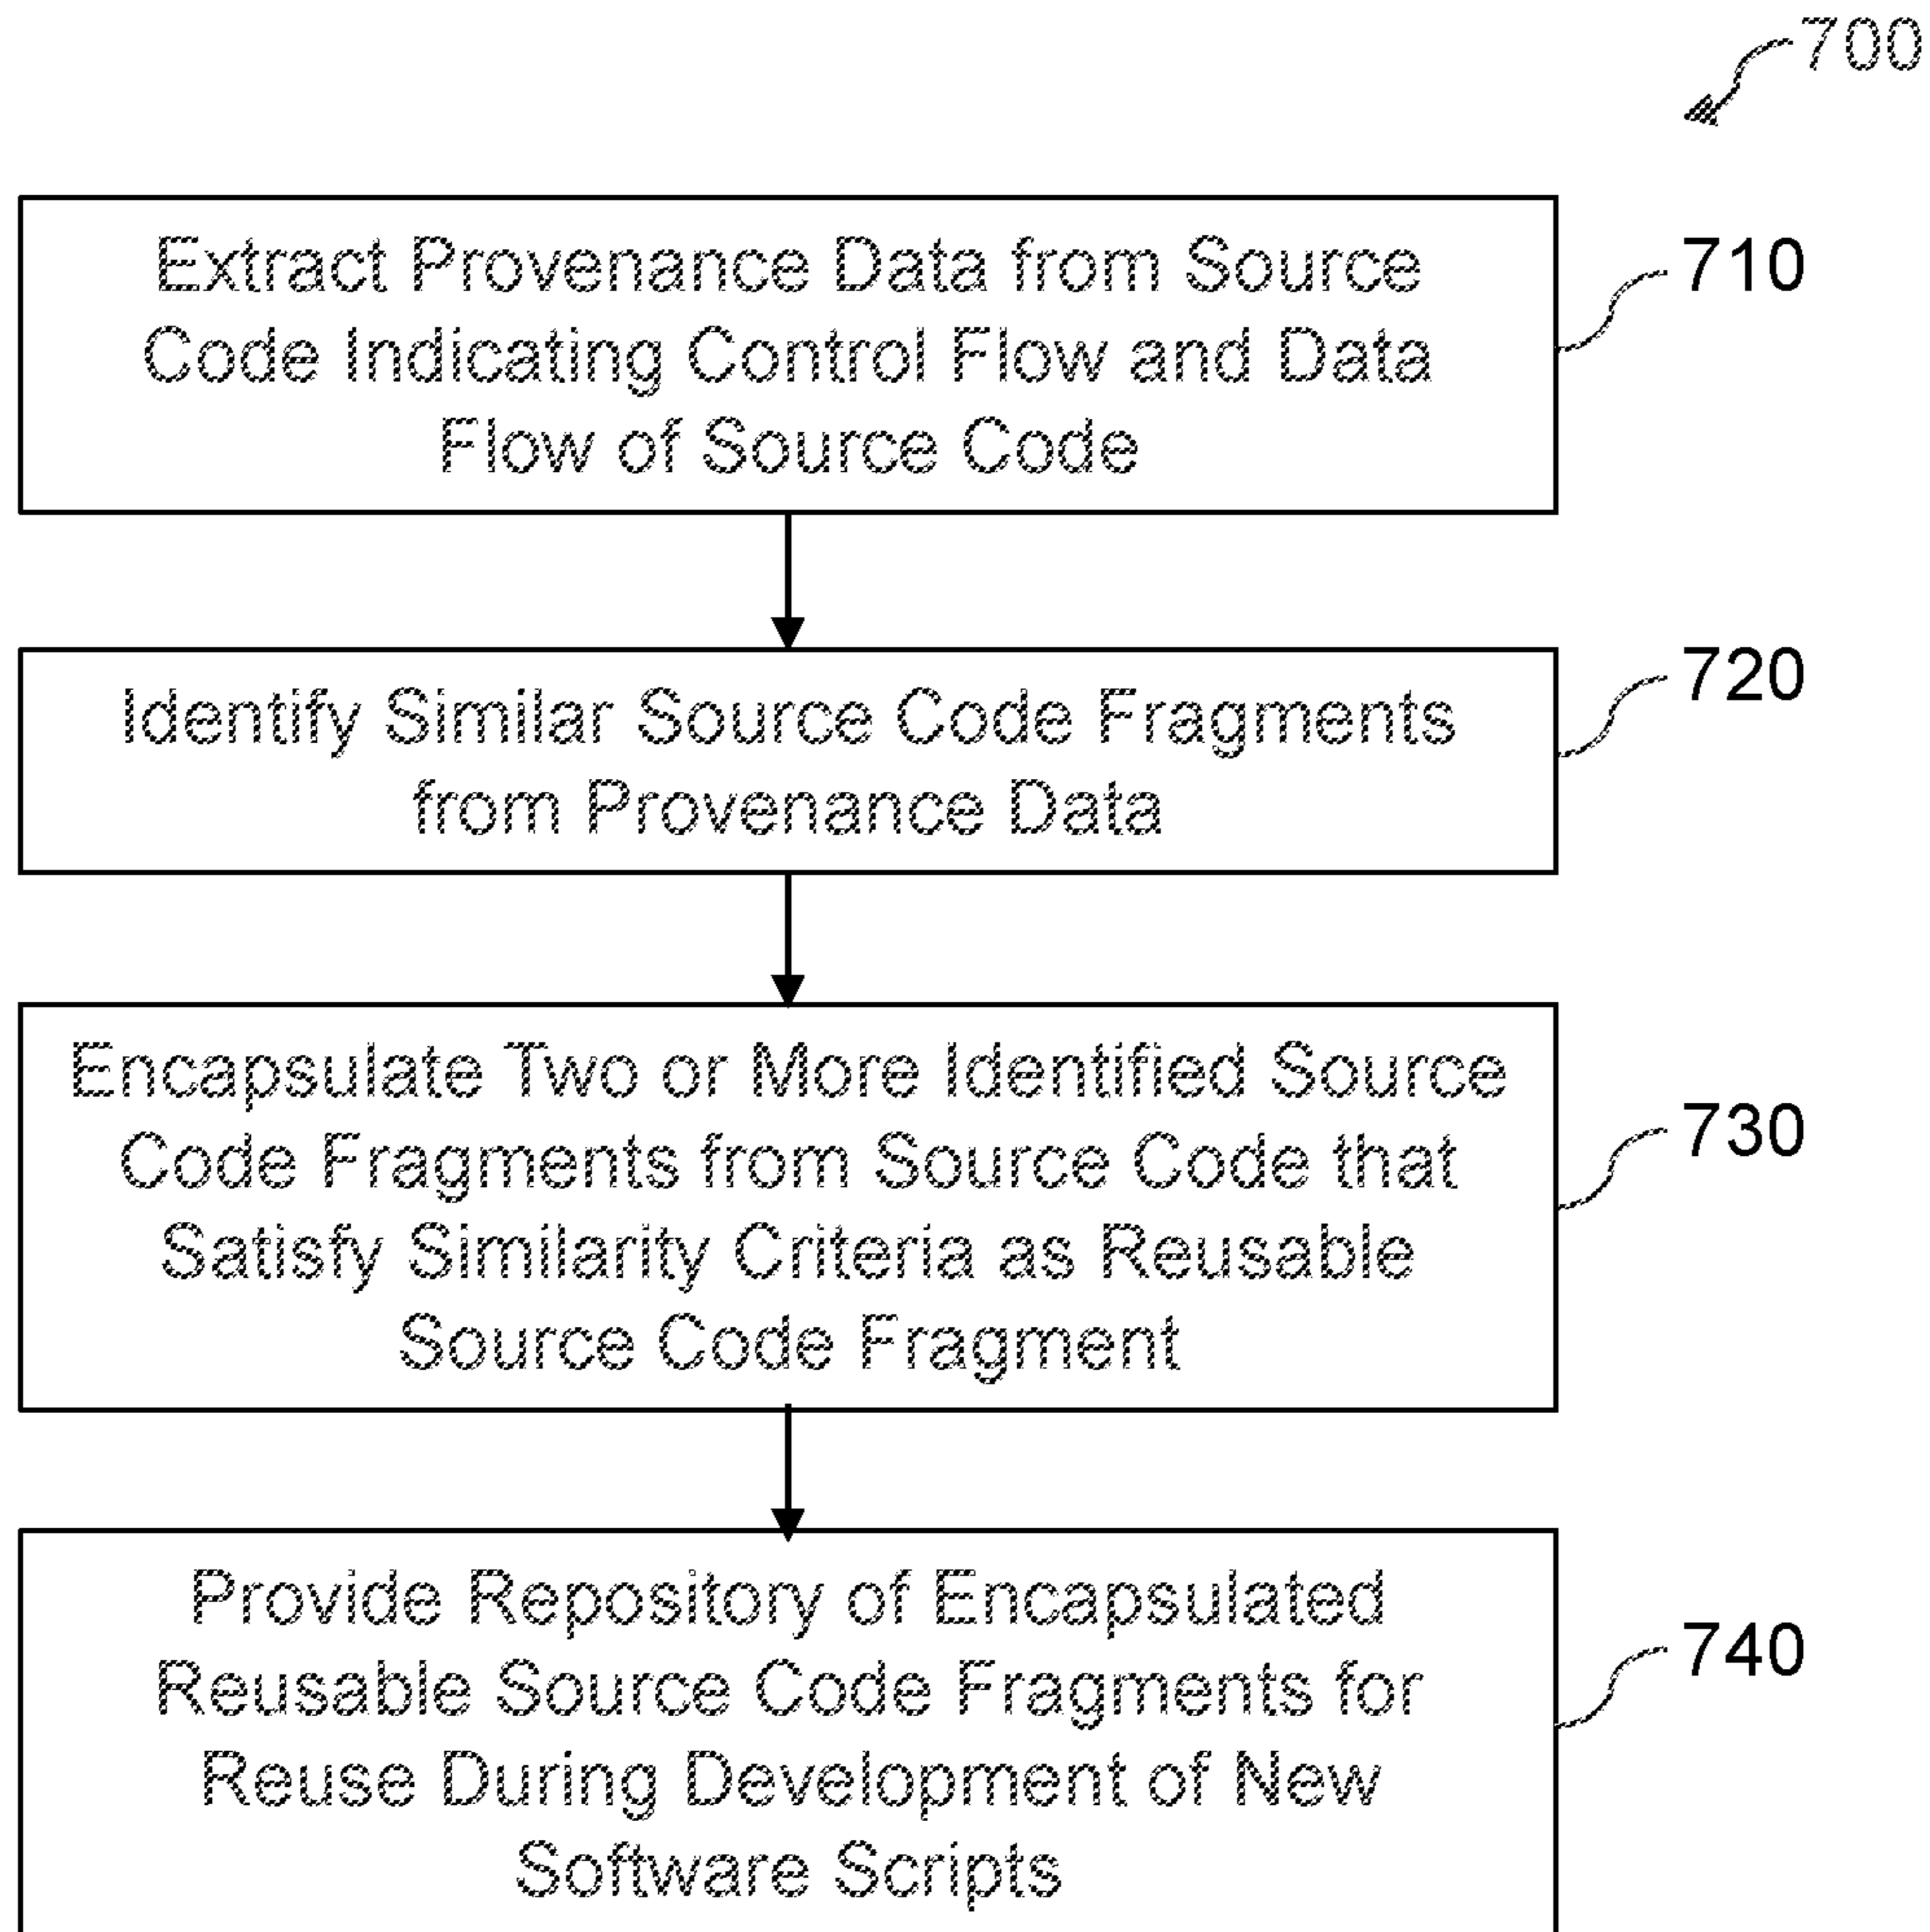 700
Extract Provenance Data from Source
Code Indicating Control Flow and Data
Flow of Source Code
710
Identify Similar Source Code Fragments
from Provenance Data
720
Encapsulate Two or More Identified Source
Code Fragments from Source Code that
Satisfy Similarity Criteria as Reusable
Source Code Fragment
730
Provide Repository of Encapsulated
Reusable Source Code Fragments for
Reuse During Development of New
Software Scripts
740